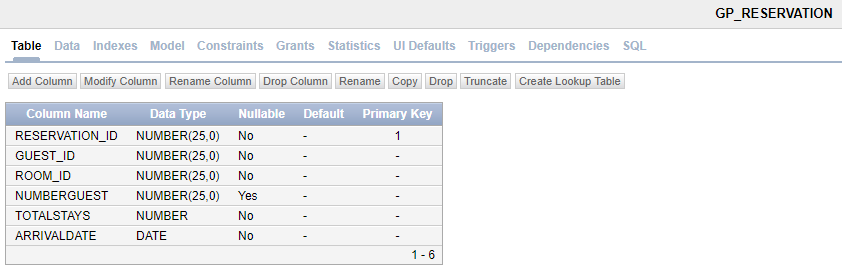 GP_RESERVATION
Table Data Indexes Model Constraints Grants Statistics UI Defaults Triggers Dependencies SQL
Add Column Modify Column Rename Column Drop Column Rename Copy Drop Truncate Create Lookup Table
Column Name Data Type Nullable Default Primary Key
RESERVATION_ID NUMBER(25,0) No - 1
GUEST_ID NUMBER(25,0) No - -
ROOM_ID NUMBER(25,0) No - -
NUMBERGUEST NUMBER(25,0) Yes - -
TOTALSTAYS NUMBER No - -
ARRIVALDATE DATE No - -
1 - 6